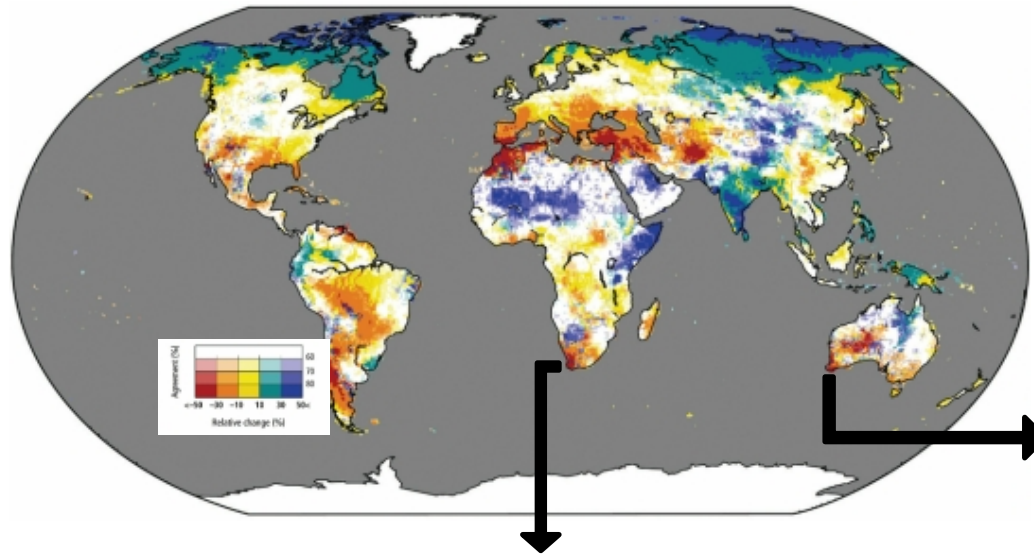 Agreement (%)
60
70
80
<–50 –30 –10 10 30 50<
Relative change (%)